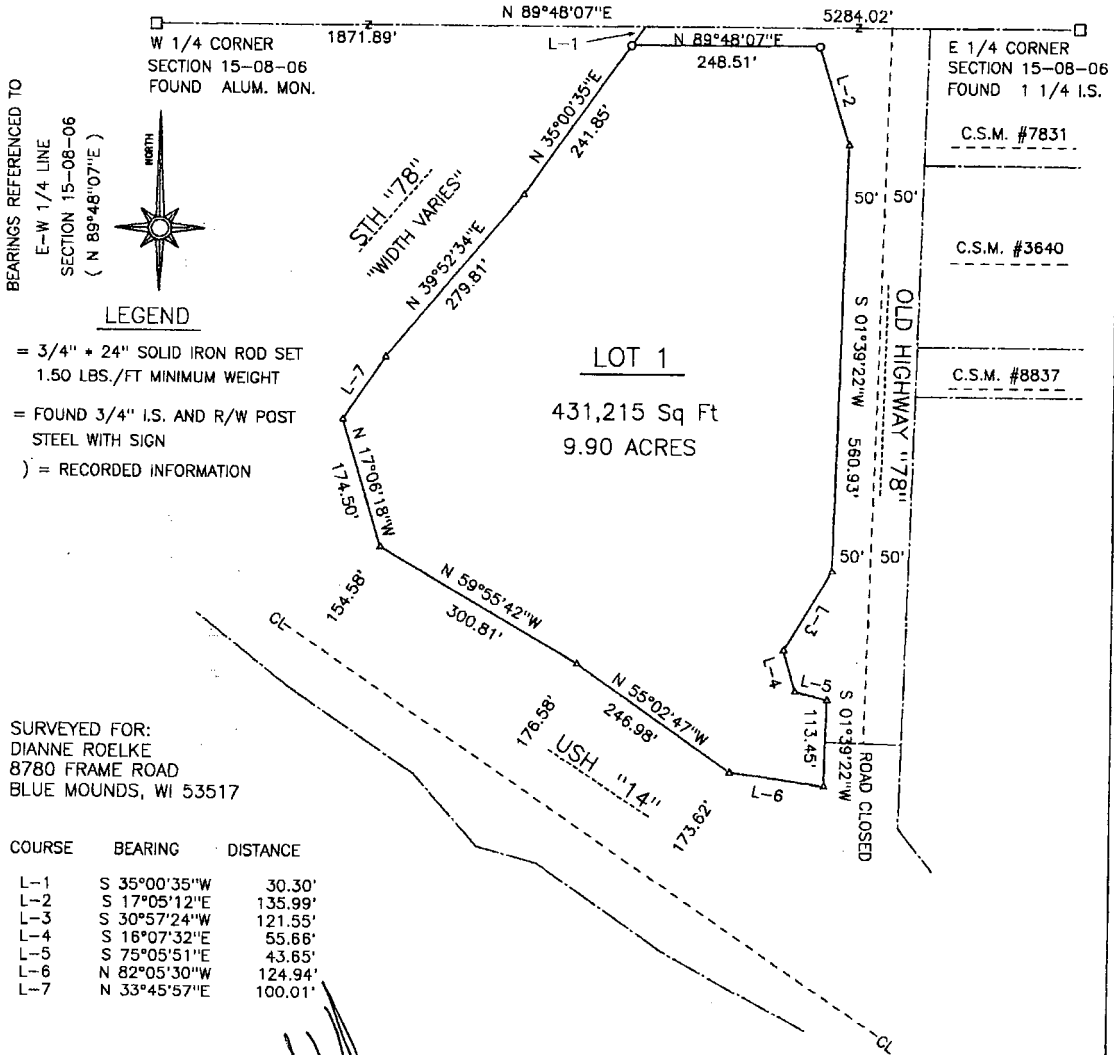 N 89°48'07"E
5284.02'
1871.89'
W 1/4 CORNER
SECTION 15-08-06
FOUND ALUM. MON.
L-1
N 89°48'07"E
248.51'
E 1/4 CORNER
SECTION 15-08-06
FOUND 1 1/4 I.S.
BEARINGS REFERENCED TO
E-W 1/4 LINE
SECTION 15-08-06
( N 89°48'07"E )
NORTH
L-2
C.S.M. #7831
N 35°00'35"E
241.85'
STH "78"
"WIDTH VARIES"
50' 50'
C.S.M. #3640
N 39°52'34"E
279.81'
LEGEND
= 3/4" * 24" SOLID IRON ROD SET
1.50 LBS./FT MINIMUM WEIGHT
= FOUND 3/4" I.S. AND R/W POST
STEEL WITH SIGN
) = RECORDED INFORMATION
LOT 1
431,215 Sq Ft
9.90 ACRES
S 01°39'22"W 560.93'
OLD HIGHWAY "78"
C.S.M. #8837
L-7
N 17°06'18"W
174.50'
50' 50'
154.58'
N 59°55'42"W
300.81'
CL
L-3
L-4
L-5
N 55°02'47"W
246.98'
176.58'
USH "14"
173.62'
L-6
113.45'
S 01°39'22"W
ROAD CLOSED
CL
SURVEYED FOR:
DIANNE ROELKE
8780 FRAME ROAD
BLUE MOUNDS, WI 53517
COURSE BEARING DISTANCE
L-1 S 35°00'35"W 30.30'
L-2 S 17°05'12"E 135.99'
L-3 S 30°57'24"W 121.55'
L-4 S 16°07'32"E 55.66'
L-5 S 75°05'51"E 43.65'
L-6 N 82°05'30"W 124.94'
L-7 N 33°45'57"E 100.01'